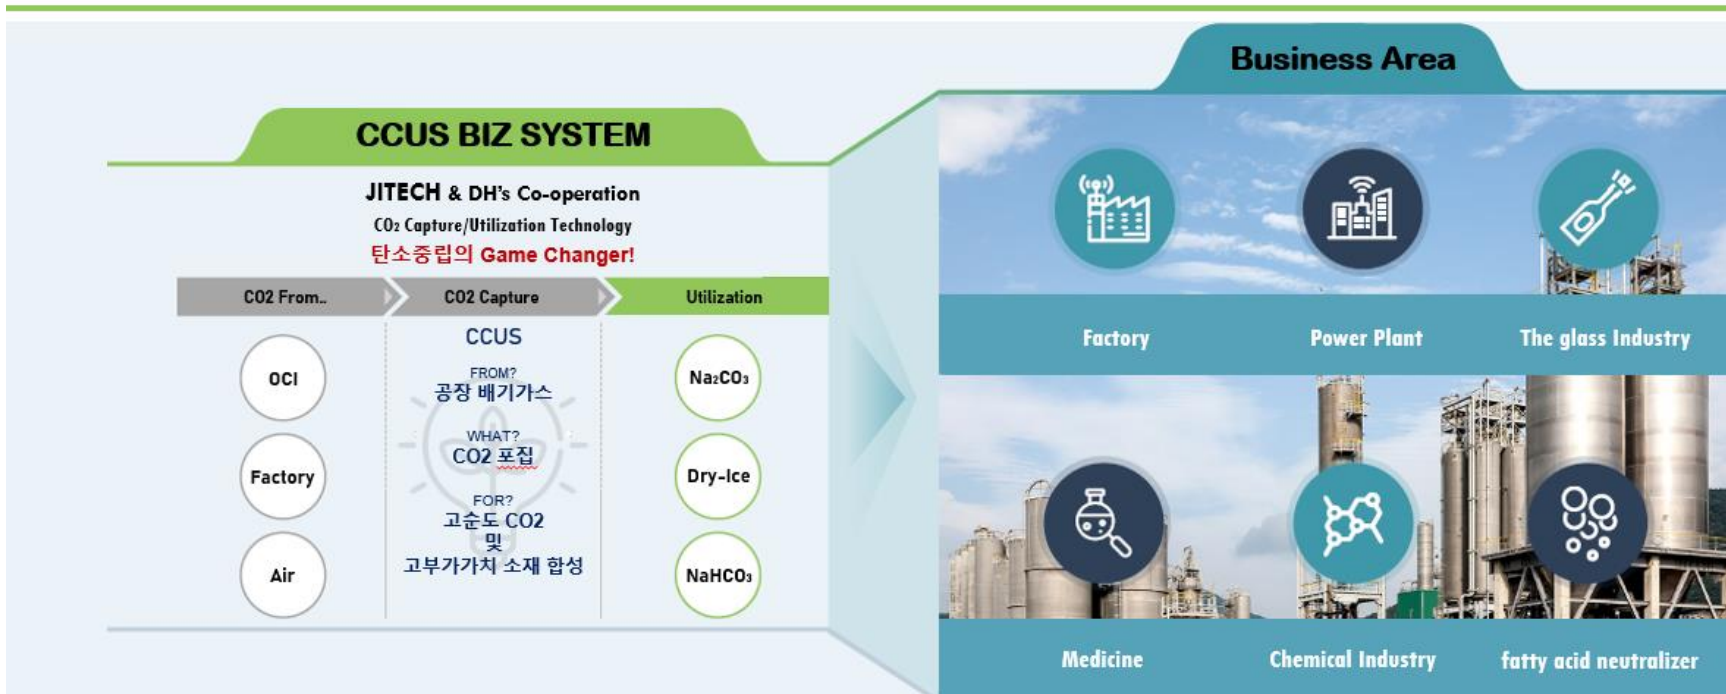 Business Area
CCUS BIZ SYSTEM
JITECH & DH's Co-operation
CO₂ Capture/Utilization Technology
탄소중립의 Game Changer!
CO2 From..
CO2 Capture
Utilization
OCI
Factory
Air
CCUS
FROM?
공장 배기가스
WHAT?
CO2 포집
FOR?
고순도 CO2
및
고부가가치 소재 합성
Na₂CO₃
Dry-Ice
NaHCO₃
Factory
Power Plant
The glass Industry
Medicine
Chemical Industry
fatty acid neutralizer